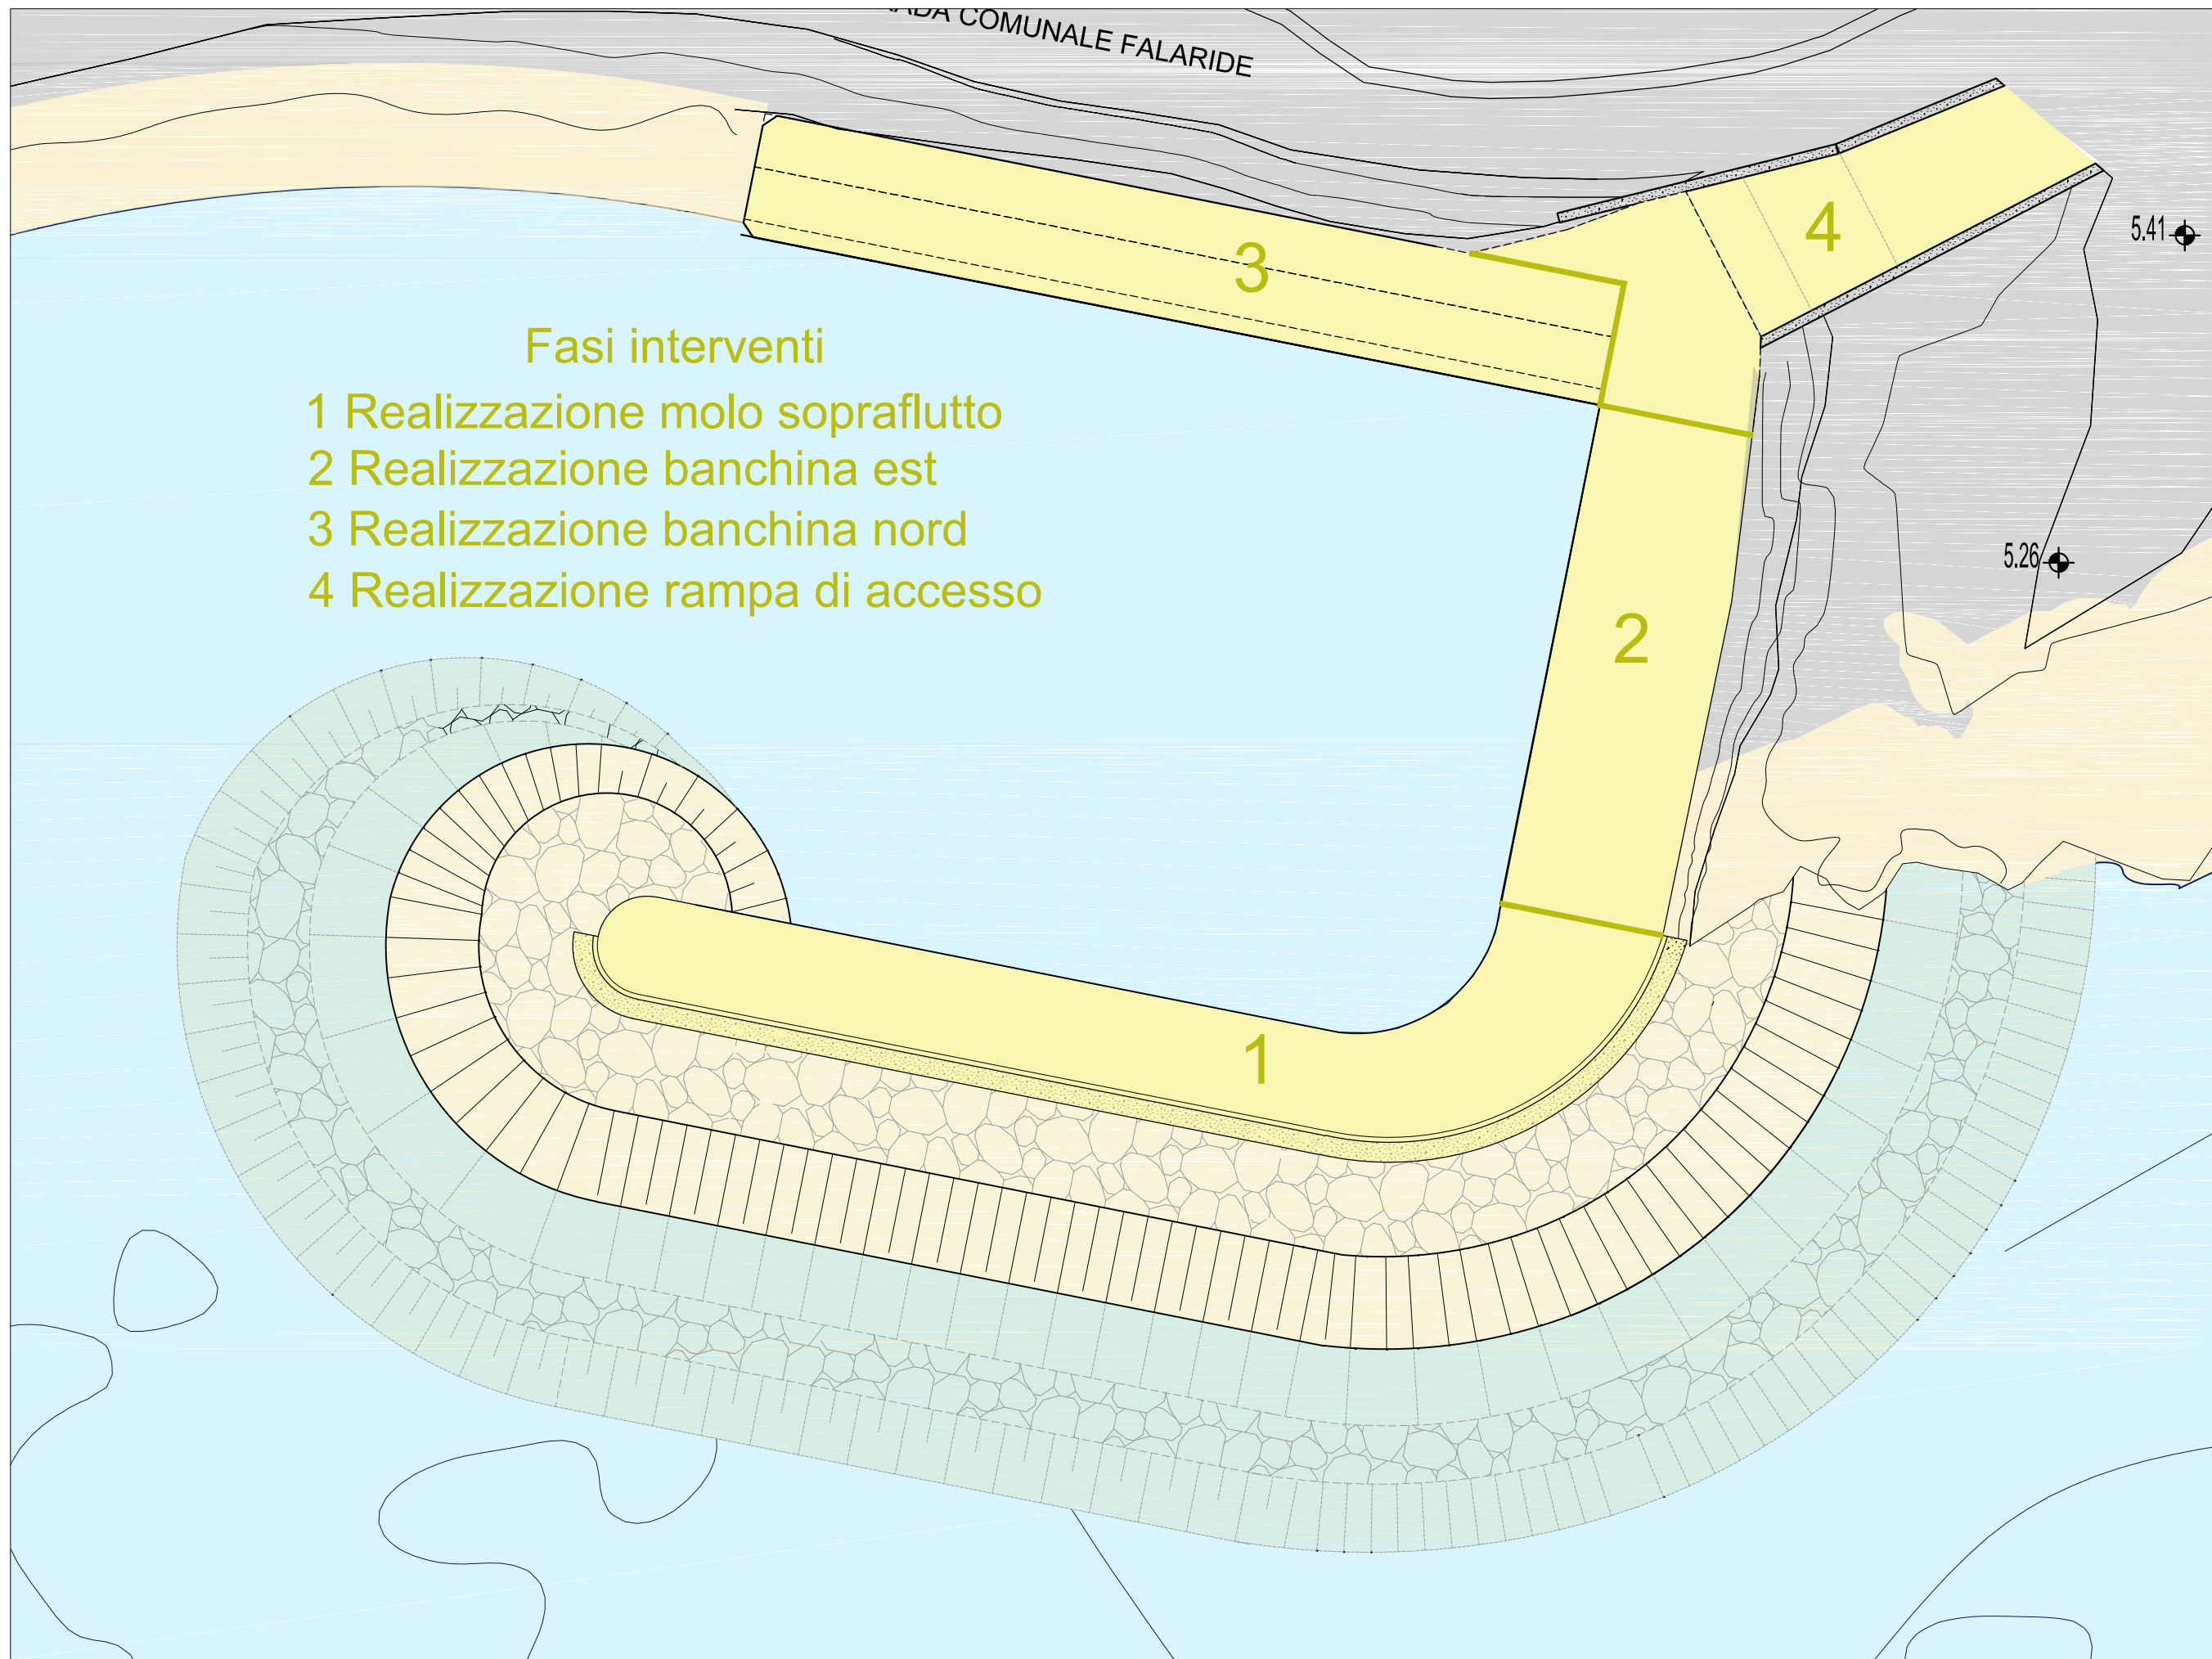 COMUNALE FALARIDE
3
4
5.41
Fasi interventi
1 Realizzazione molo sopraflutto
2 Realizzazione banchina est
3 Realizzazione banchina nord
4 Realizzazione rampa di accesso
5.26
2
1